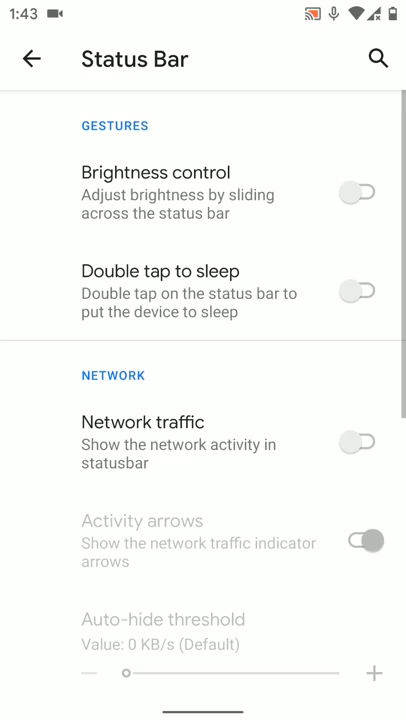 1:43
Status Bar
GESTURES
Brightness control
Adjust brightness by sliding
across the status bar
Double tap to sleep
Double tap on the status bar to
put the device to sleep
NETWORK
Network traffic
Show the network activity in
statusbar
Activity arrows
Show the network traffic indicator
arrows
Auto-hide threshold
Value: 0 KB/s (Default)